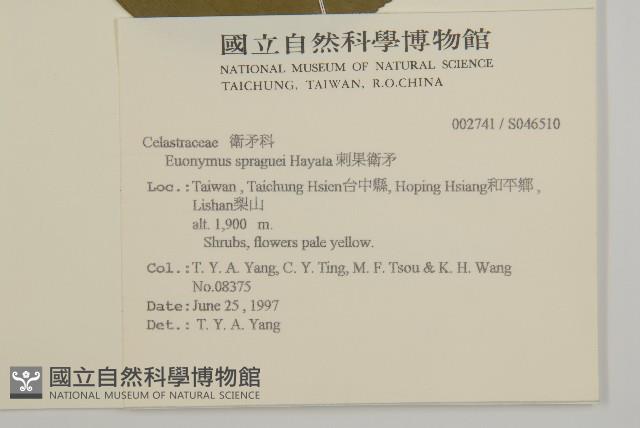 國立自然科學博物館
NATIONAL MUSEUM OF NATURAL SCIENCE
TAICHUNG, TAIWAN, R.O.CHINA
002741 / S046510
Celastraceae 衛矛科
Euonymus spraguei Hayata 刺果衛矛
Loc.: Taiwan , Taichung Hsien台中縣, Hoping Hsiang和平鄉 ,
Lishan梨山
alt. 1,900 m.
Shrubs, flowers pale yellow.
Col.: T. Y. A. Yang, C. Y. Ting, M. F. Tsou & K. H. Wang
No.08375
Date: June 25 , 1997
Det.: T. Y. A. Yang
國立自然科學博物館
NATIONAL MUSEUM OF NATURAL SCIENCE